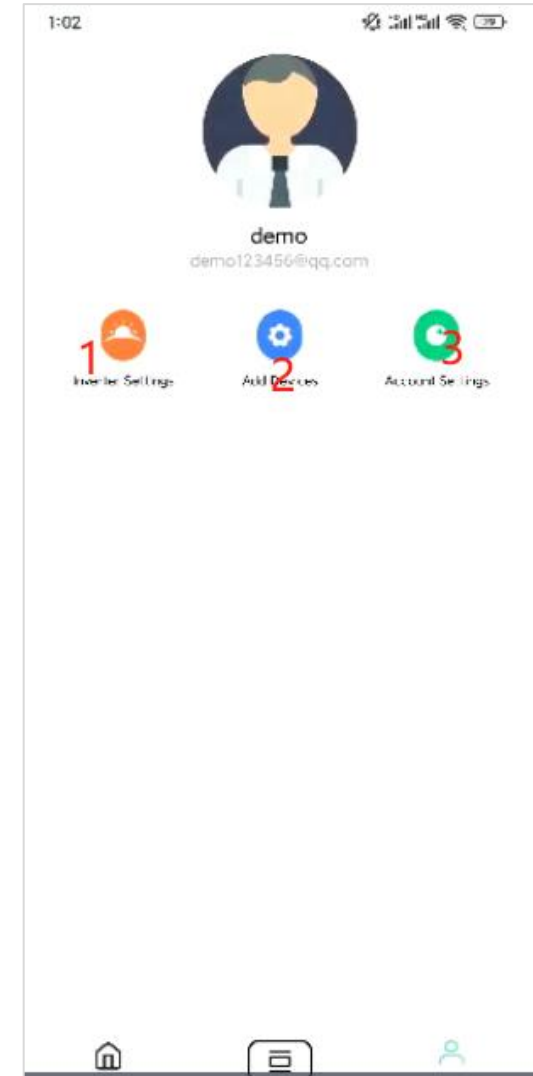 1:02
demo
demo123456@qq.com
1
2
3
Inverter Settings
Add Devices
Account Settings